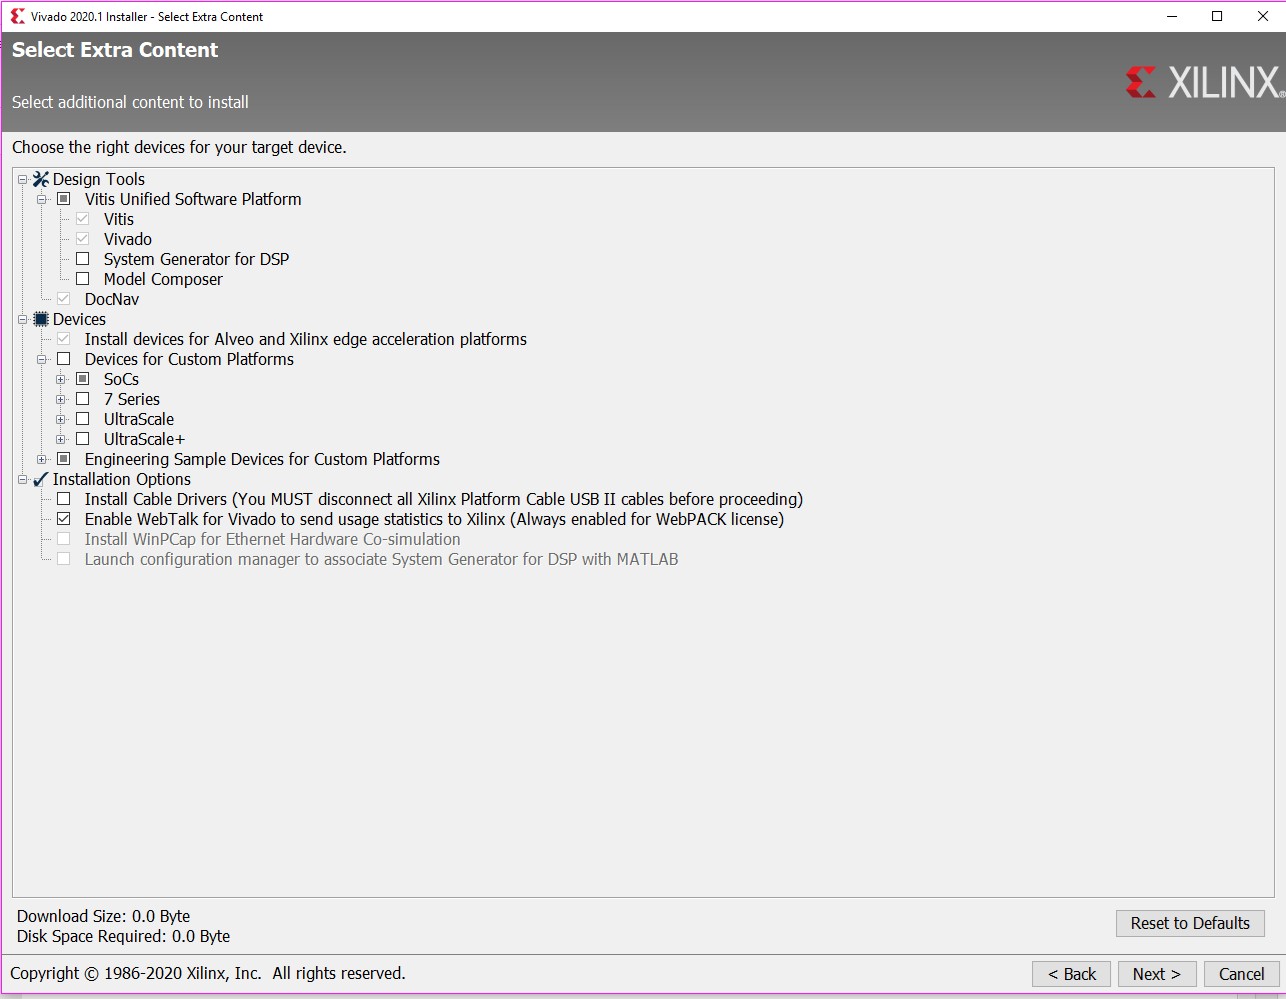 Vivado 2020.1 Installer - Select Extra Content
Select Extra Content
XILINX®
Select additional content to install
Choose the right devices for your target device.
Design Tools
Vitis Unified Software Platform
Vitis
Vivado
System Generator for DSP
Model Composer
DocNav
Devices
Install devices for Alveo and Xilinx edge acceleration platforms
Devices for Custom Platforms
SoCs
7 Series
UltraScale
UltraScale+
Engineering Sample Devices for Custom Platforms
Installation Options
Install Cable Drivers (You MUST disconnect all Xilinx Platform Cable USB II cables before proceeding)
Enable WebTalk for Vivado to send usage statistics to Xilinx (Always enabled for WebPACK license)
Install WinPCap for Ethernet Hardware Co-simulation
Launch configuration manager to associate System Generator for DSP with MATLAB
Download Size: 0.0 Byte
Disk Space Required: 0.0 Byte
Reset to Defaults
Copyright © 1986-2020 Xilinx, Inc. All rights reserved.
< Back
Next >
Cancel